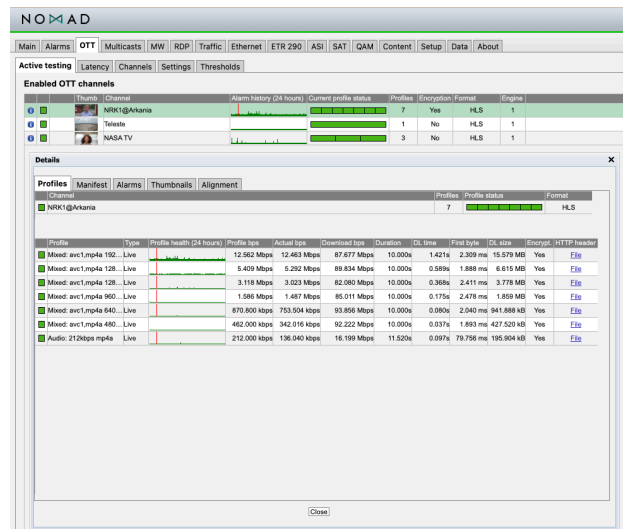 NOMAD
Main Alarms OTT Multicasts MW RDP Traffic Ethernet ETR 290 ASI SAT QAM Content Setup Data About
Active testing Latency Channels Settings Thresholds
Enabled OTT channels
Thumb Channel Alarm history (24 hours) Current profile status Profiles Encryption Format Engine
NRK1@Arkania 7 Yes HLS 1
Teleste 1 No HLS 1
NASA TV 3 No HLS 1
Details X
Profiles Manifest Alarms Thumbnails Alignment
Channel Profiles Profile status Format
NRK1@Arkania 7 HLS
Profile Type Profile health (24 hours) Profile bps Actual bps Download bps Duration DL time First byte DL size Encrypt. HTTP header
Mixed: avc1,mp4a 192... Live 12.562 Mbps 12.463 Mbps 87.677 Mbps 10.000s 1.421s 2.309 ms 15.579 MB Yes File
Mixed: avc1,mp4a 128... Live 5.409 Mbps 5.292 Mbps 89.834 Mbps 10.000s 0.589s 1.888 ms 6.615 MB Yes File
Mixed: avc1,mp4a 128... Live 3.118 Mbps 3.023 Mbps 82.080 Mbps 10.000s 0.368s 2.411 ms 3.778 MB Yes File
Mixed: avc1,mp4a 960... Live 1.586 Mbps 1.487 Mbps 85.011 Mbps 10.000s 0.175s 2.478 ms 1.859 MB Yes File
Mixed: avc1,mp4a 640... Live 870.800 kbps 753.504 kbps 93.856 Mbps 10.000s 0.080s 2.040 ms 941.888 kB Yes File
Mixed: avc1,mp4a 480... Live 462.000 kbps 342.016 kbps 92.222 Mbps 10.000s 0.037s 1.893 ms 427.520 kB Yes File
Audio: 212kbps mp4a Live 212.000 kbps 136.040 kbps 16.199 Mbps 11.520s 0.097s 79.756 ms 195.904 kB Yes File
Close